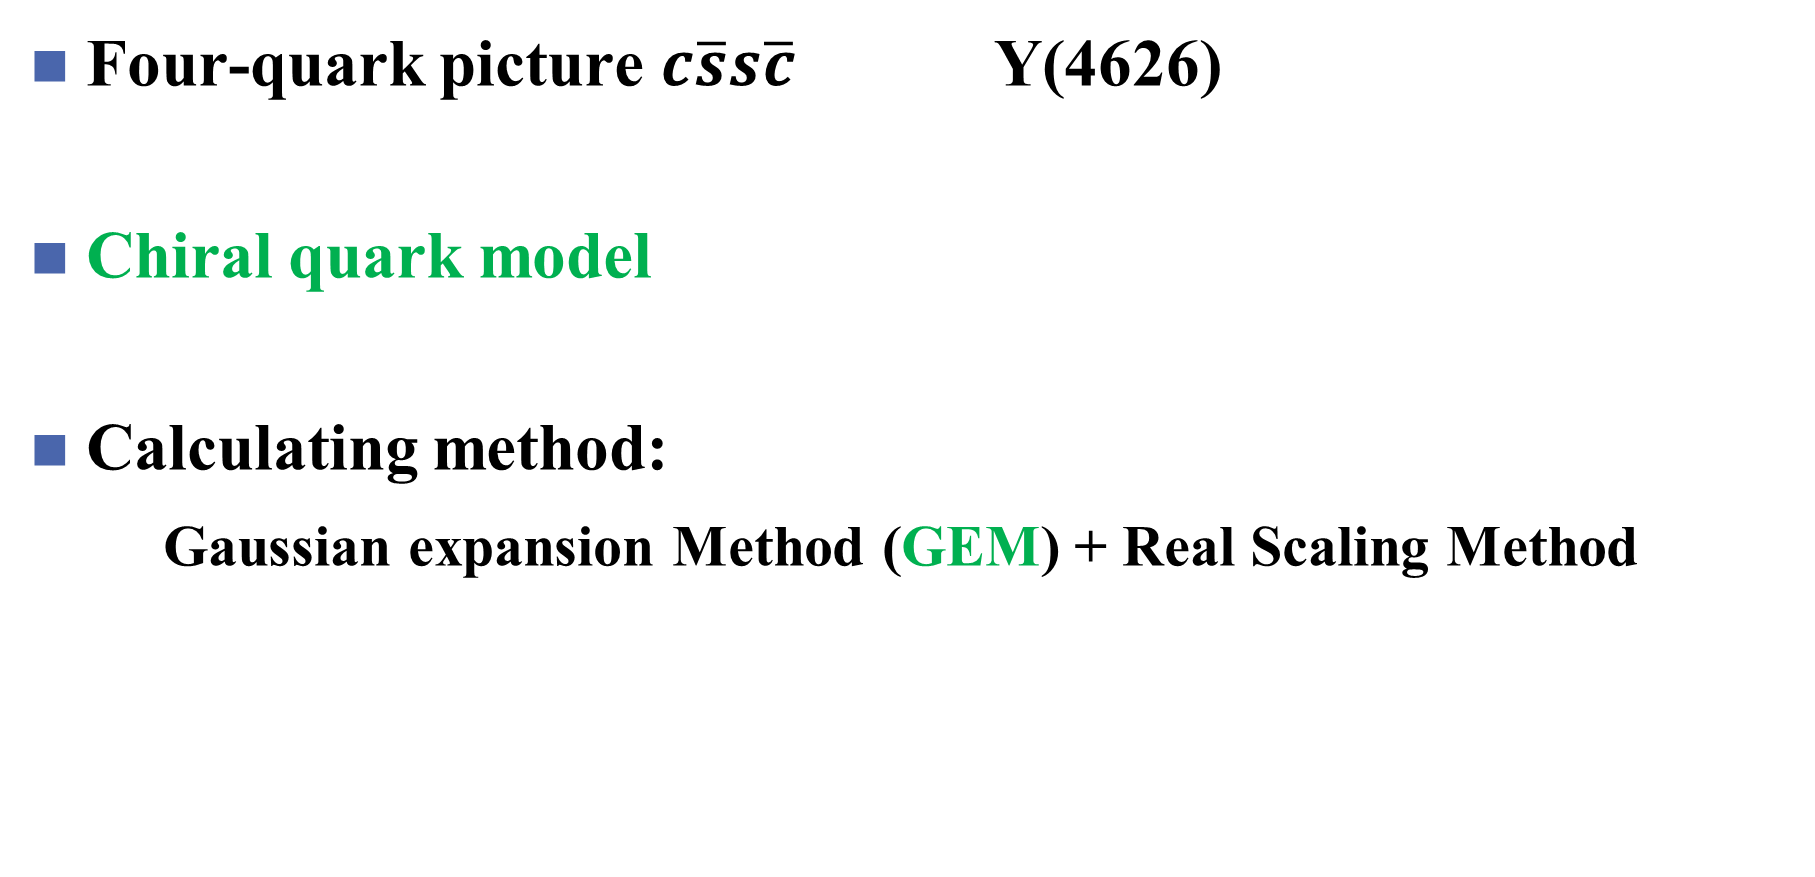 ■ Four-quark picture 𝑐s̅𝑠c̅ Y(4626)
■ Chiral quark model
■ Calculating method:
Gaussian expansion Method (GEM) + Real Scaling Method